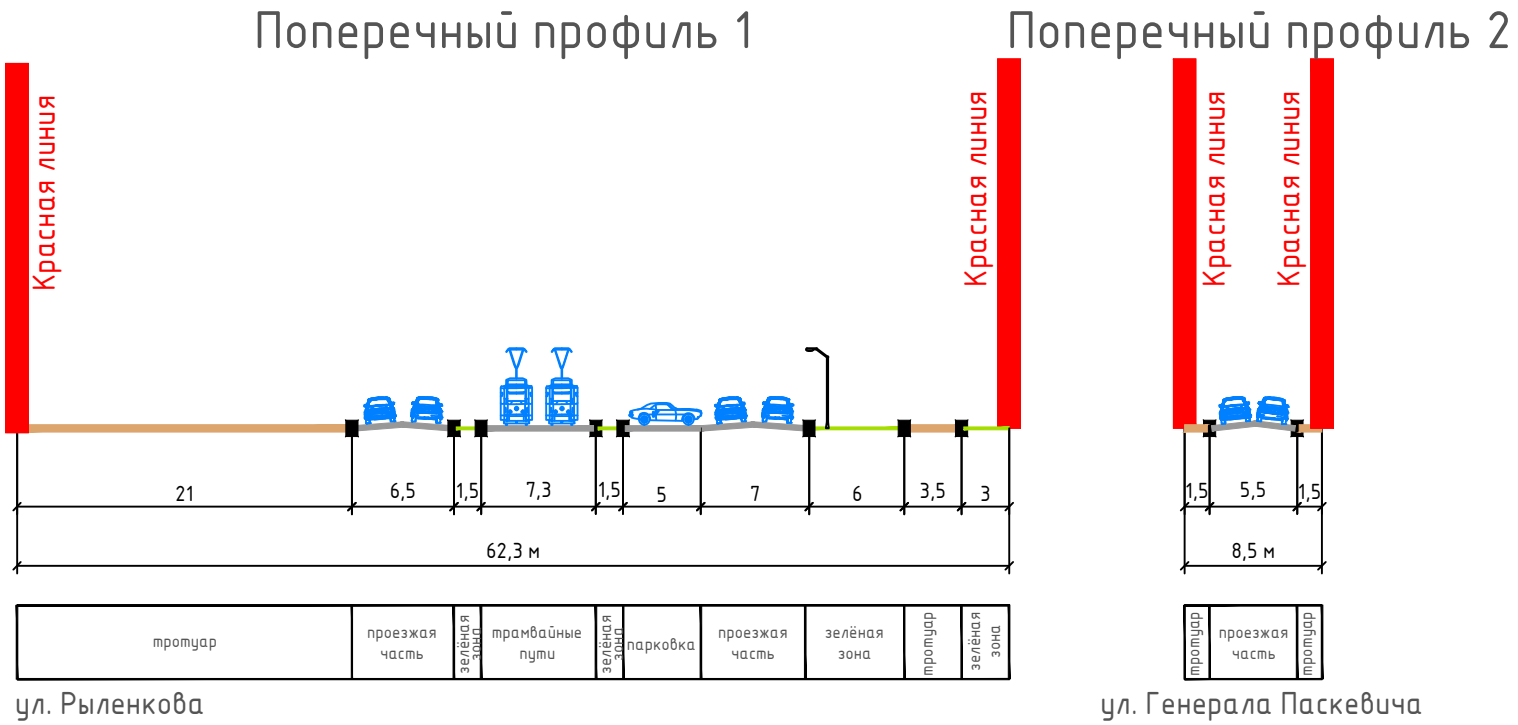 Поперечный профиль 1
Поперечный профиль 2
Красная линия
Красная линия
Красная линия
Красная линия
21
6,5
1,5
7,3
1,5
5
7
6
3,5
3
1,5
5,5
1,5
62,3 м
8,5 м
тротуар
проезжая
часть
зелёная
зона
трамвайные
пути
зелёная
зона
парковка
проезжая
часть
зелёная
зона
тротуар
зелёная
зона
тротуар
проезжая
часть
тротуар
ул. Рыленкова
ул. Генерала Паскевича